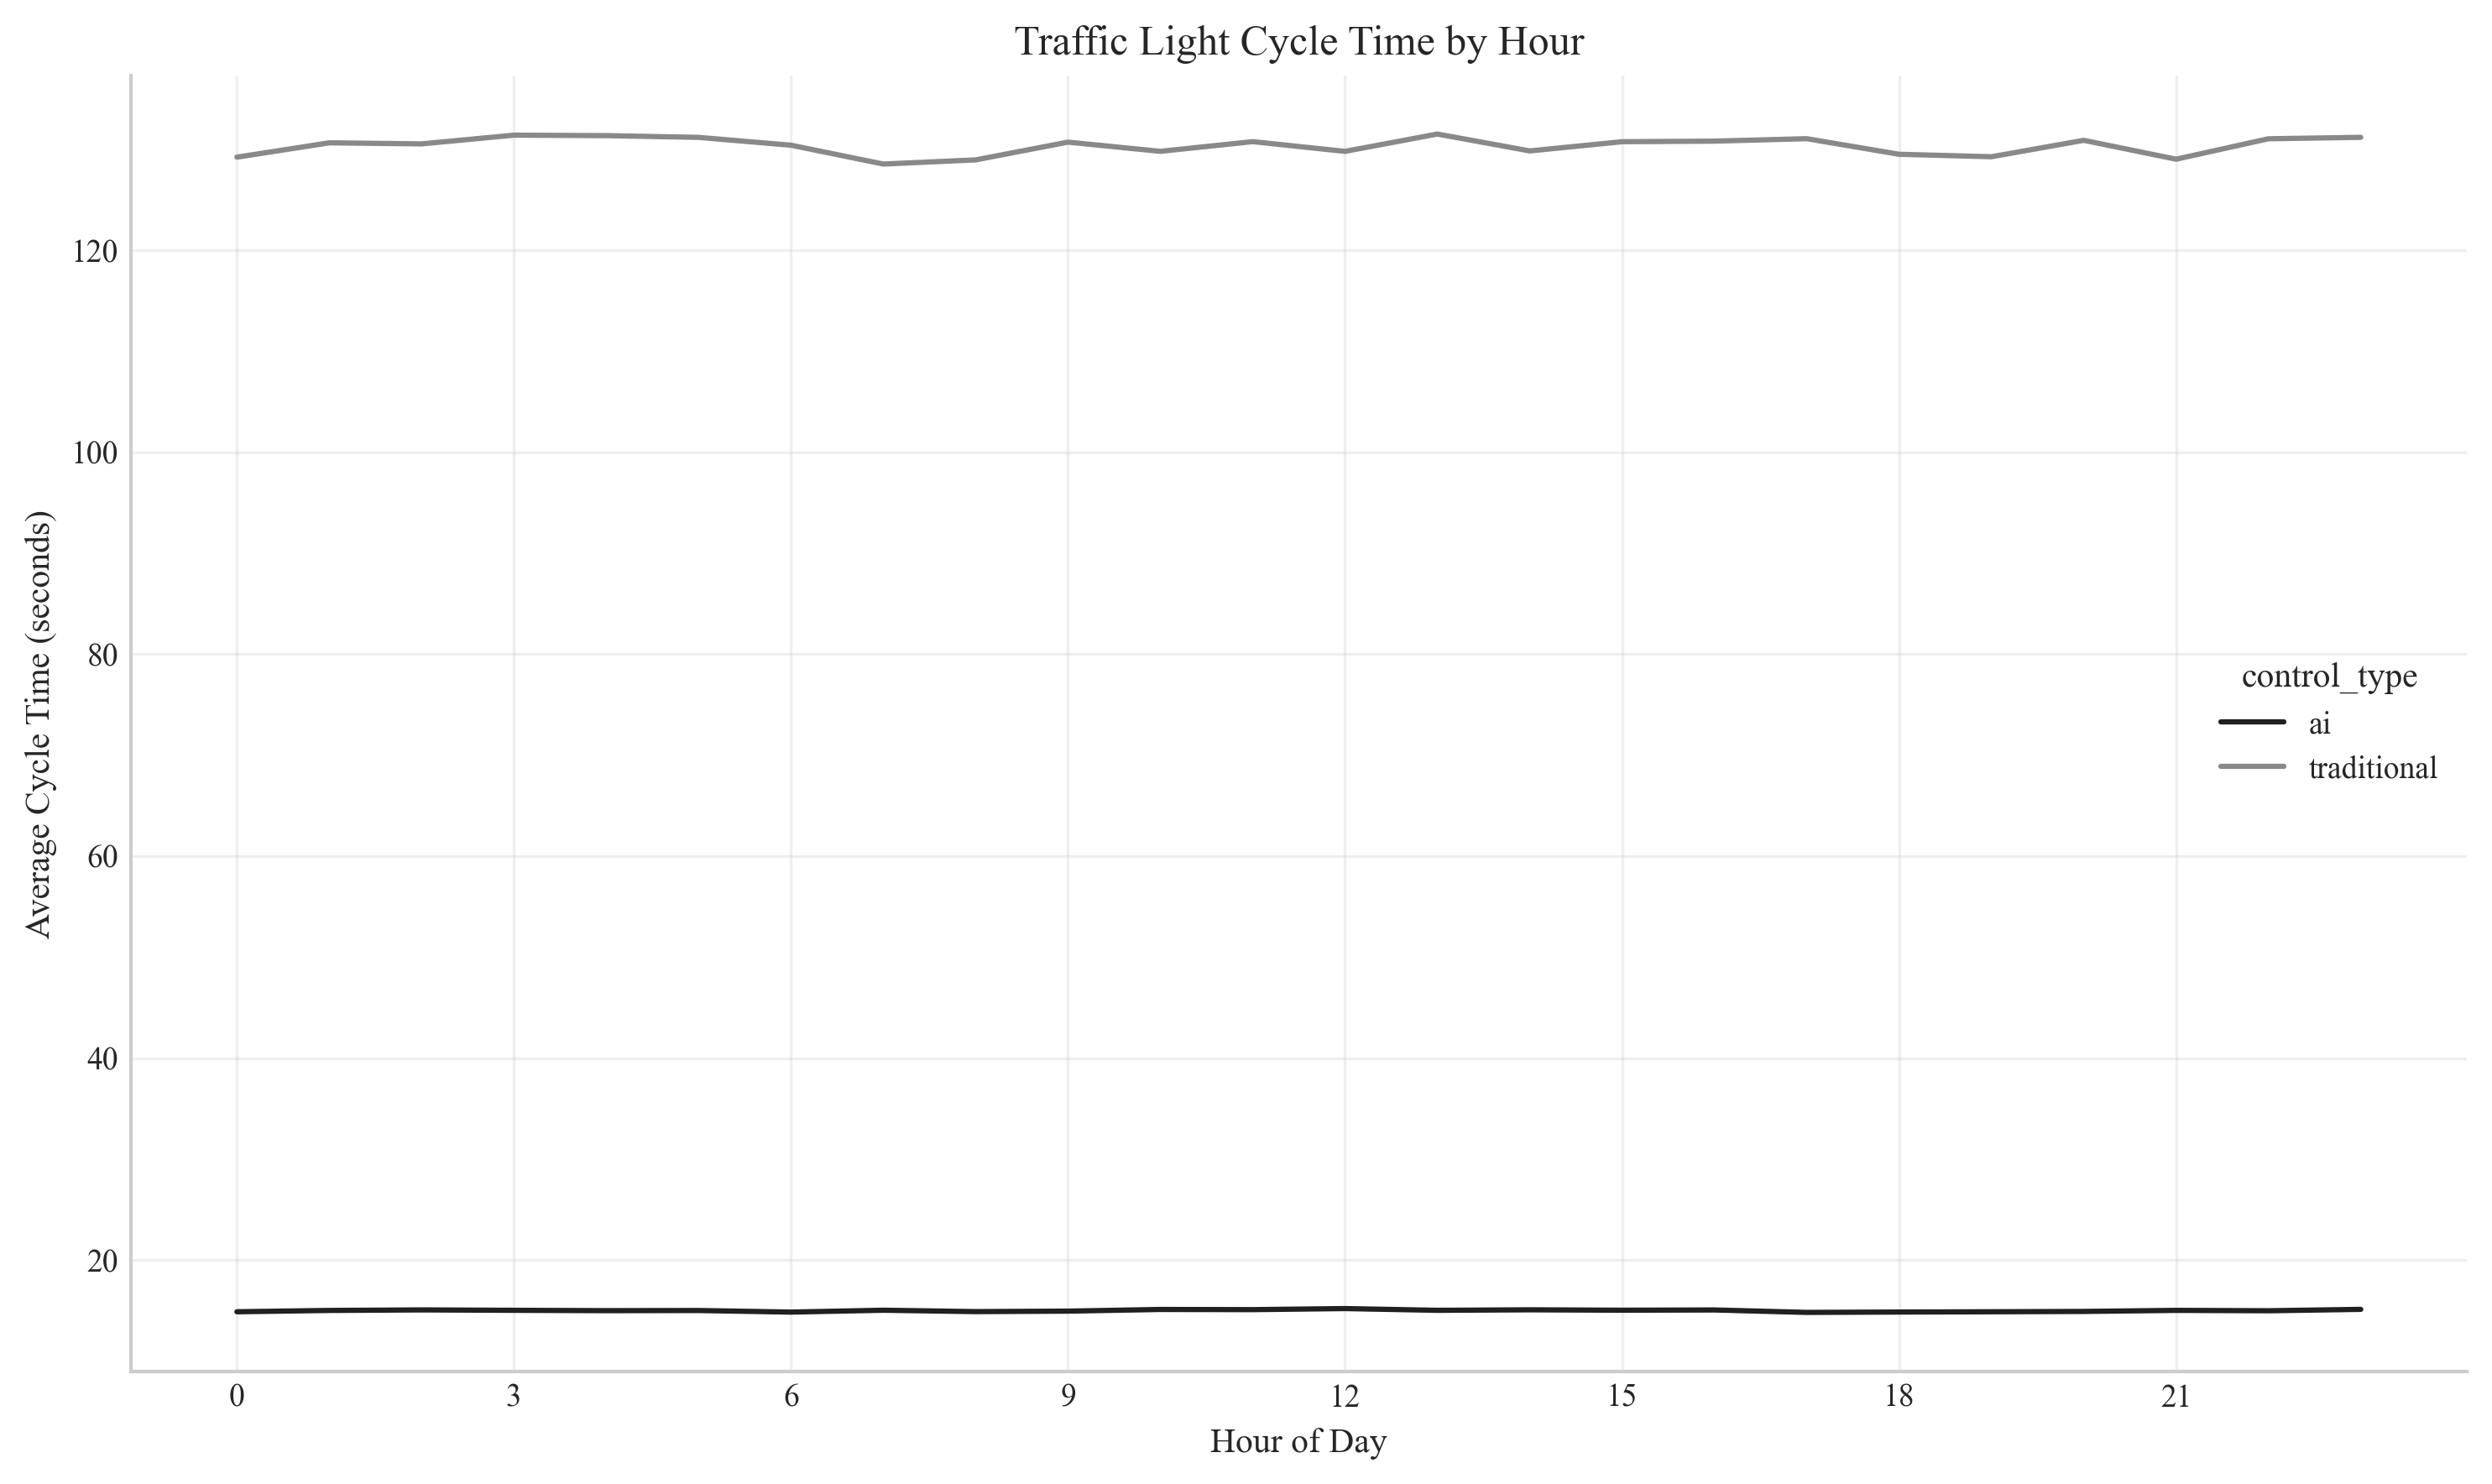 Traffic Light Cycle Time by Hour
120
100
80
60
40
20
Average Cycle Time (seconds)
control_type
ai
traditional
0 3 6 9 12 15 18 21
Hour of Day